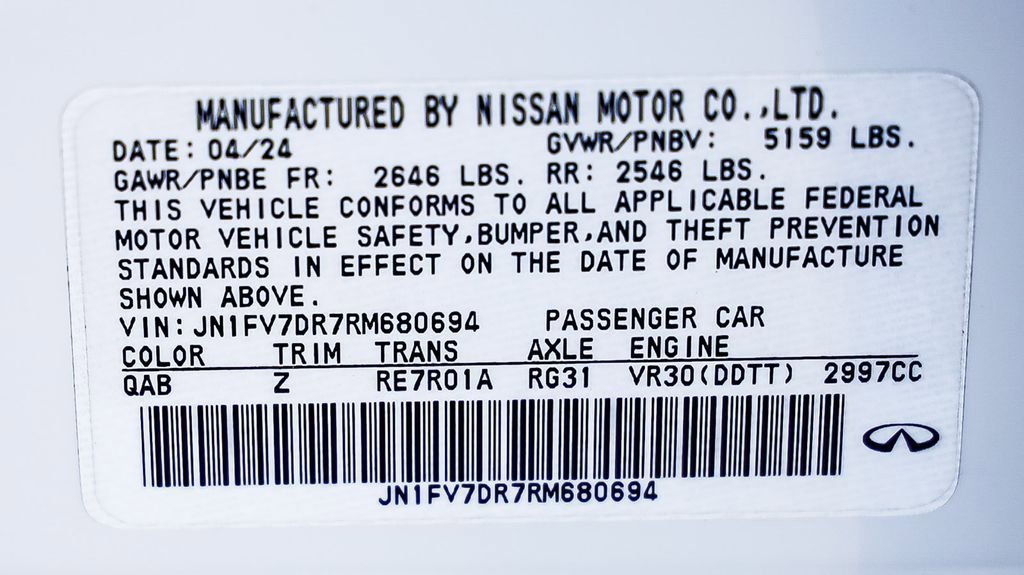 MANUFACTURED BY NISSAN MOTOR CO.,LTD.
DATE: 04/24 GVWR/PNBV: 5159 LBS.
GAWR/PNBE FR: 2646 LBS. RR: 2546 LBS.
THIS VEHICLE CONFORMS TO ALL APPLICABLE FEDERAL
MOTOR VEHICLE SAFETY,BUMPER,AND THEFT PREVENTION
STANDARDS IN EFFECT ON THE DATE OF MANUFACTURE
SHOWN ABOVE.
VIN:JN1FV7DR7RM680694 PASSENGER CAR
COLOR TRIM TRANS AXLE ENGINE
QAB Z RE7R01A RG31 VR30(DDTT) 2997CC
JN1FV7DR7RM680694